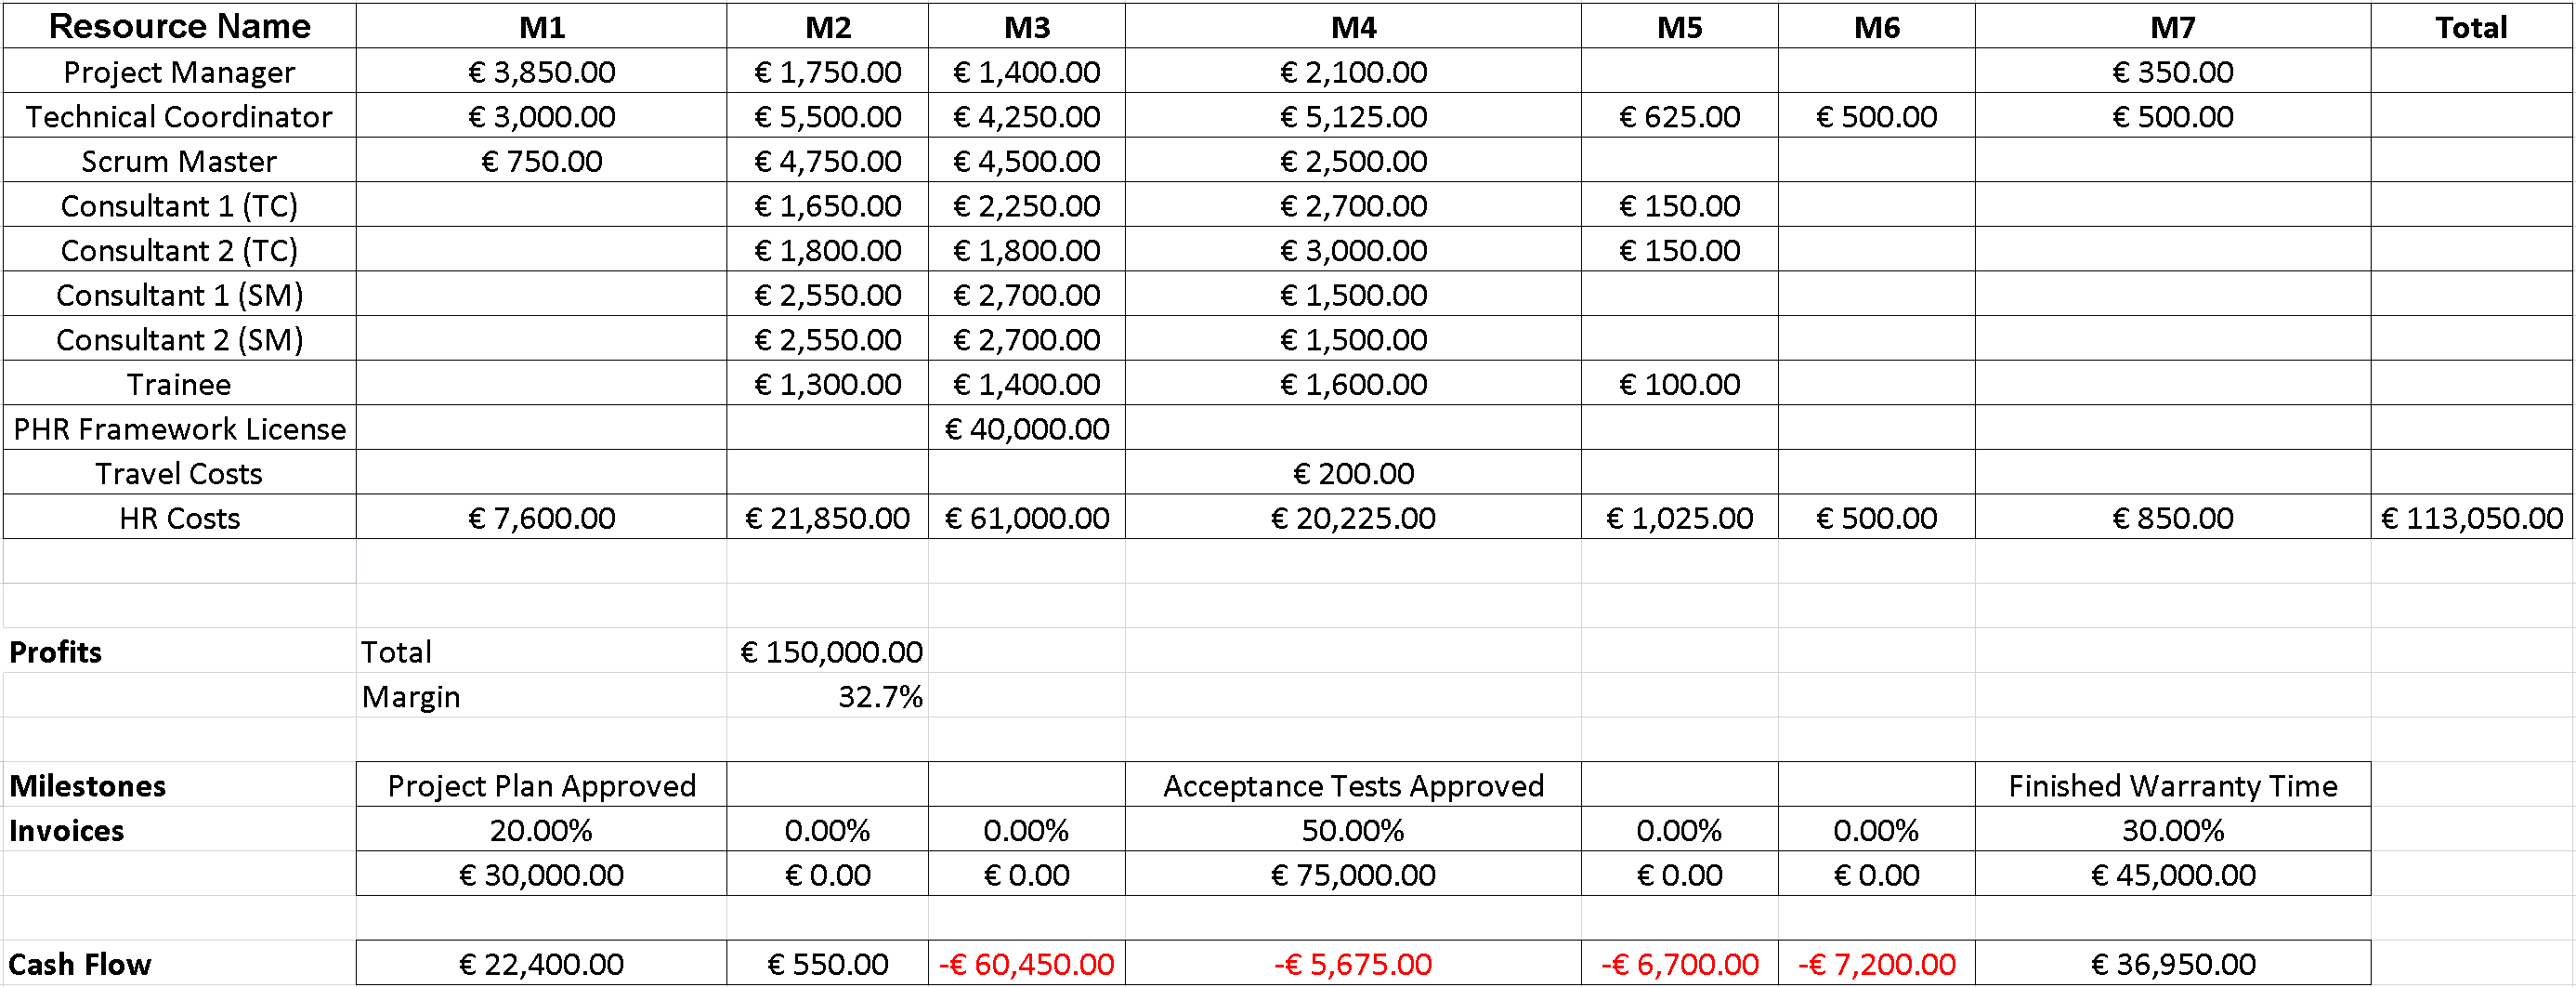 Resource Name M1 M2 M3 M4 M5 M6 M7 Total
Project Manager € 3,850.00 € 1,750.00 € 1,400.00 € 2,100.00 € 350.00
Technical Coordinator € 3,000.00 € 5,500.00 € 4,250.00 € 5,125.00 € 625.00 € 500.00 € 500.00
Scrum Master € 750.00 € 4,750.00 € 4,500.00 € 2,500.00
Consultant 1 (TC) € 1,650.00 € 2,250.00 € 2,700.00 € 150.00
Consultant 2 (TC) € 1,800.00 € 1,800.00 € 3,000.00 € 150.00
Consultant 1 (SM) € 2,550.00 € 2,700.00 € 1,500.00
Consultant 2 (SM) € 2,550.00 € 2,700.00 € 1,500.00
Trainee € 1,300.00 € 1,400.00 € 1,600.00 € 100.00
PHR Framework License € 40,000.00
Travel Costs € 200.00
HR Costs € 7,600.00 € 21,850.00 € 61,000.00 € 20,225.00 € 1,025.00 € 500.00 € 850.00 € 113,050.00
Profits Total € 150,000.00
Margin 32.7%
Milestones Project Plan Approved Acceptance Tests Approved Finished Warranty Time
Invoices 20.00% 0.00% 0.00% 50.00% 0.00% 0.00% 30.00%
€ 30,000.00 € 0.00 € 0.00 € 75,000.00 € 0.00 € 0.00 € 45,000.00
Cash Flow € 22,400.00 € 550.00 -€ 60,450.00 -€ 5,675.00 -€ 6,700.00 -€ 7,200.00 € 36,950.00